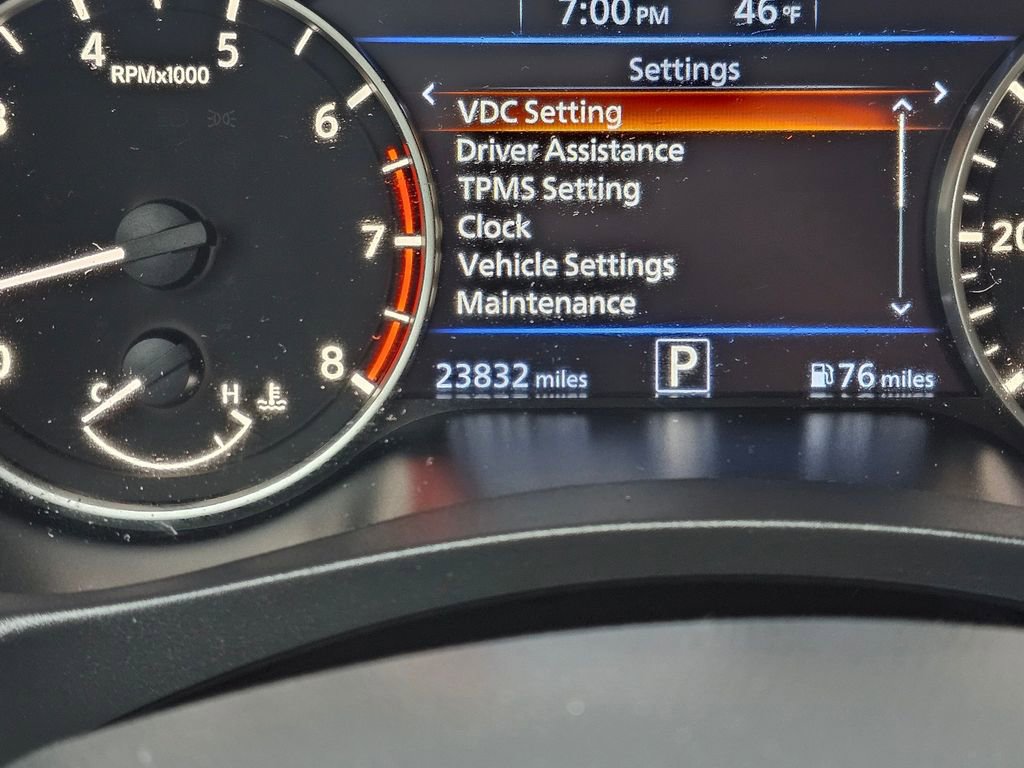 7:00 PM 46 °F
4 5
RPMx1000
Settings
6
VDC Setting
Driver Assistance
TPMS Setting
7
Clock
Vehicle Settings
Maintenance
8
C H
23832 miles P 76 miles